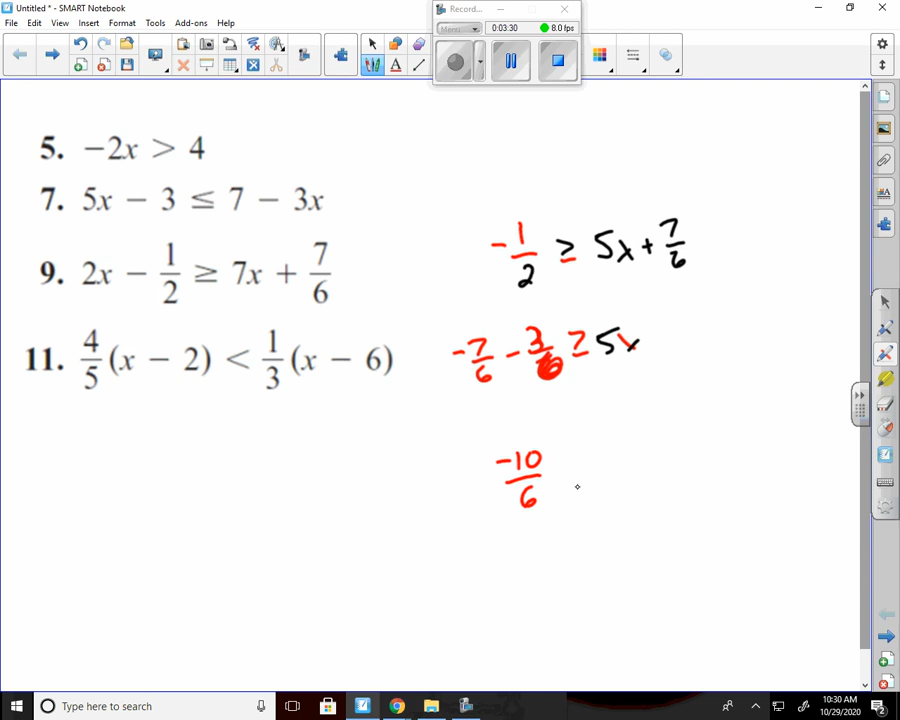 Untitled * - SMART Notebook
Record...
File Edit View Insert Format Tools Add-ons Help
Menu 00:03:30 8.0 fps
5. −2x > 4
7. 5x − 3 ≤ 7 − 3x
-1/2 ≥ 5x + 7/6
9. 2x − 1/2 ≥ 7x + 7/6
-7/6 - 3/6 ≥ 5x
11. 4/5(x − 2) < 1/3(x − 6)
-10/6
Type here to search
10:30 AM
10/29/2020
2